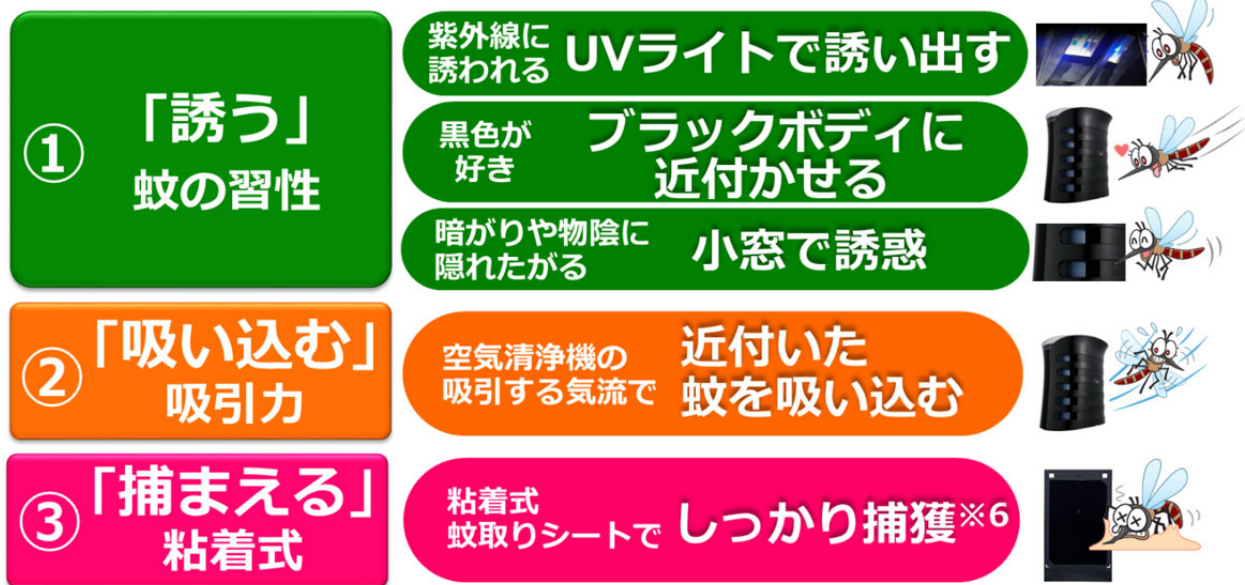 ①
「誘う」
蚊の習性
紫外線に
誘われる
UVライトで誘い出す
黒色が
好き
ブラックボディに
近付かせる
暗がりや物陰に
隠れたがる
小窓で誘惑
②
「吸い込む」
吸引力
空気清浄機の
吸引する気流で
近付いた
蚊を吸い込む
③
「捕まえる」
粘着式
粘着式
蚊取りシートで
しっかり捕獲※6